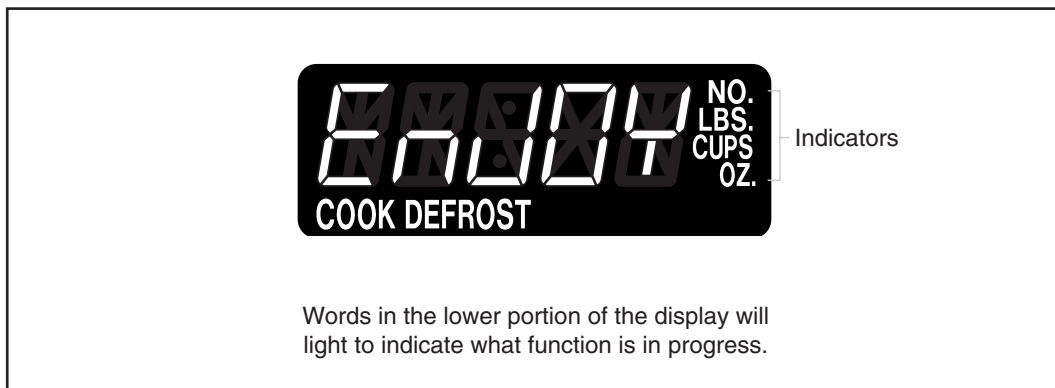 EnJOY
NO.
LBS.
CUPS
OZ.
Indicators
COOK DEFROST
Words in the lower portion of the display will
light to indicate what function is in progress.